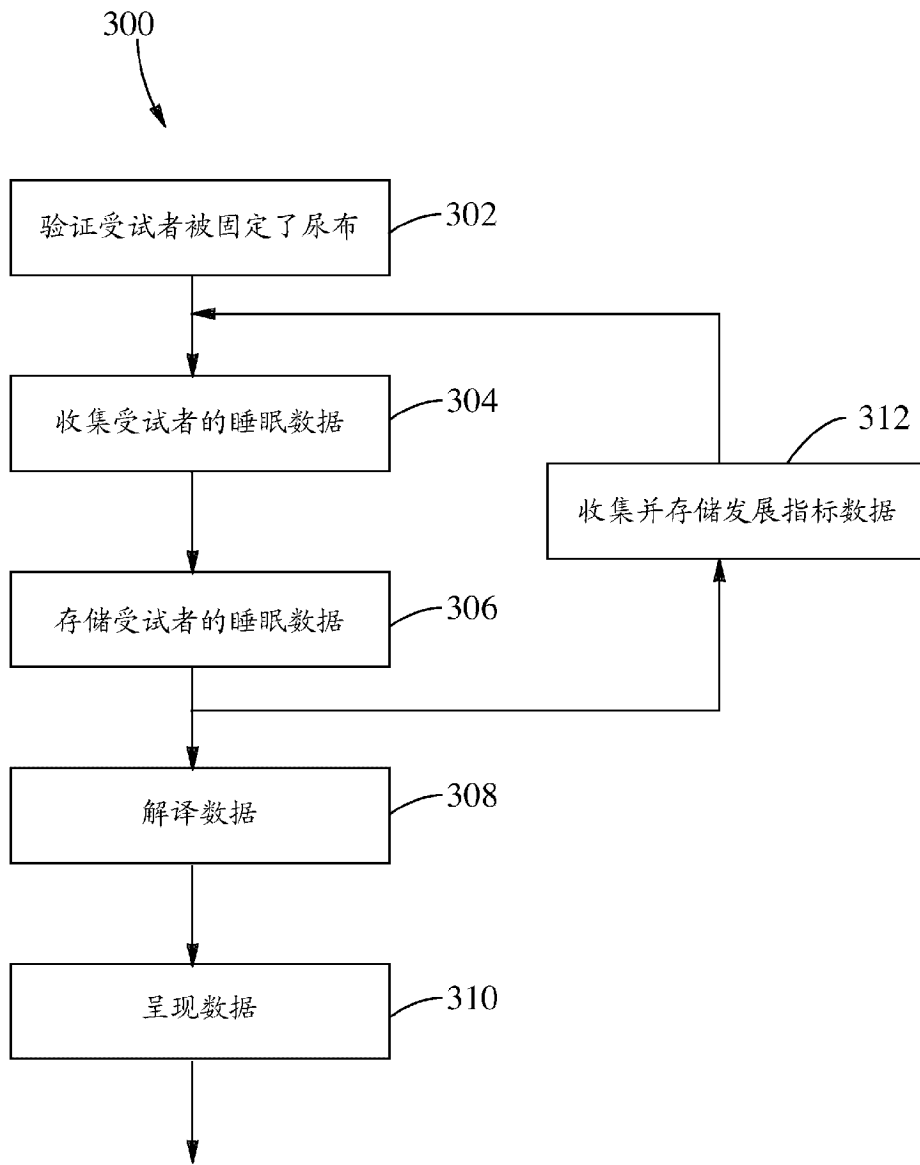 300
验证受试者被固定了尿布
302
收集受试者的睡眠数据
304
312
收集并存储发展指标数据
存储受试者的睡眠数据
306
解译数据
308
呈现数据
310